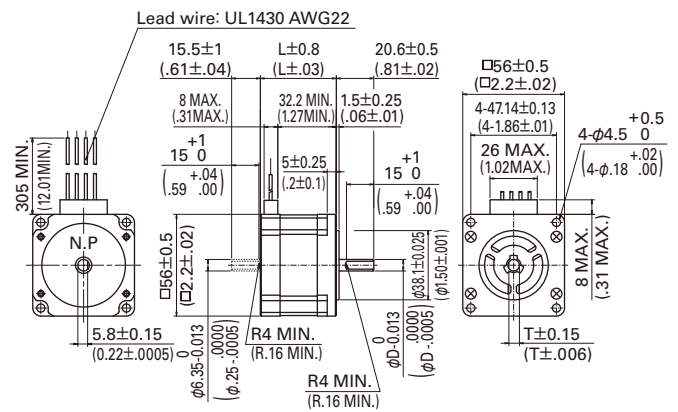 Lead wire: UL1430 AWG22
15.5±1
(.61±.04)
L±0.8
(L±.03)
20.6±0.5
(.81±.02)
8 MAX.
(.31MAX.)
32.2 MIN.
(1.27MIN.)
1.5±0.25
(.06±.01)
+1
15 0
+.04
(.59 .00)
5±0.25
(.2±0.1)
+1
15 0
+.04
(.59 .00)
305 MIN.
(12.01MIN.)
N.P
□56±0.5
(□2.2±.02)
5.8±0.15
(0.22±.0005)
0
φ6.35-0.013
.0000
(φ.25-.0005)
R4 MIN.
(R.16 MIN.)
R4 MIN.
(R.16 MIN.)
0
φD-0.013
.0000
(φD-.0005)
φ38.1±0.025
(φ1.50±.001)
□56±0.5
(□2.2±.02)
4-47.14±0.13
(4-1.86±.01)
26 MAX.
(1.02MAX.)
+0.5
4-φ4.5 0
+.02
(4-φ.18 .00)
8 MAX.
(.31 MAX.)
T±0.15
(T±.006)